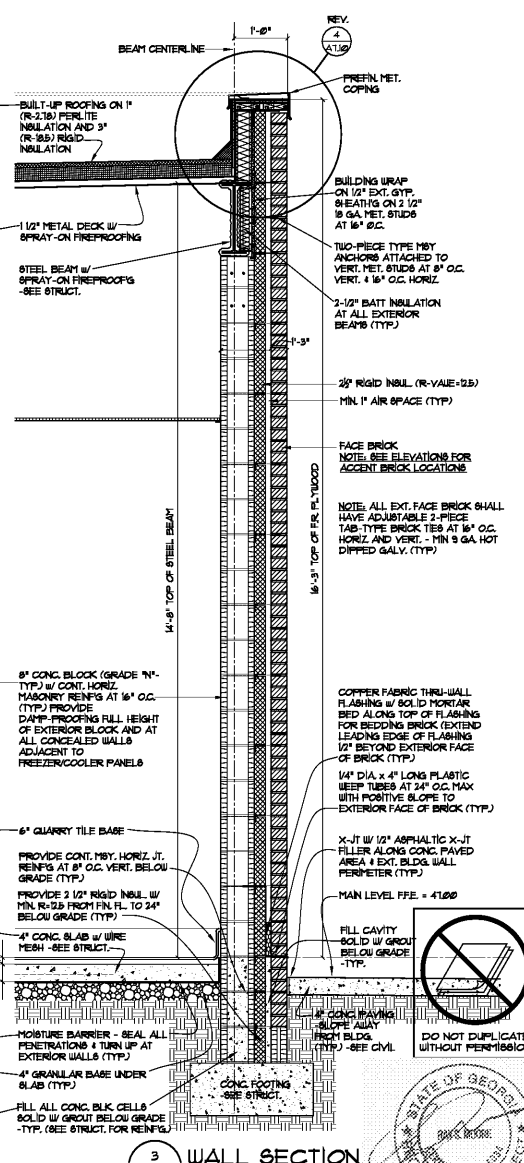 REV.
4
A7.10
1'-0"
BEAM CENTERLINE
PREFIN. MET.
COPING
BUILT-UP ROOFING ON 1"
(R-2.78) PERLITE
INSULATION AND 3"
(R-18.5) RIGID
INSULATION
1 1/2" METAL DECK W/
SPRAY-ON FIREPROOFING
STEEL BEAM w/
SPRAY-ON FIREPROOF'G
-SEE STRUCT.
BUILDING WRAP
ON 1/2" EXT. GYP.
SHEATH'G ON 2 1/2"
18 GA. MET. STUDS
AT 16" O.C.
TWO-PIECE TYPE MSY
ANCHORS ATTACHED TO
VERT. MET. STUDS AT 8" O.C.
VERT. & 16" O.C. HORIZ.
2-1/2" BATT INSULATION
AT ALL EXTERIOR
BEAMS (TYP.)
1'-3"
2½" RIGID INSUL. (R-VALUE=12.5)
MIN. 1" AIR SPACE (TYP)
FACE BRICK
NOTE: SEE ELEVATIONS FOR
ACCENT BRICK LOCATIONS
NOTE: ALL EXT. FACE BRICK SHALL
HAVE ADJUSTABLE 2-PIECE
TAB-TYPE BRICK TIES AT 16" O.C.
HORIZ. AND VERT. - MIN 9 GA. HOT
DIPPED GALV. (TYP)
14'-8" TOP OF STEEL BEAM
16'-3" TOP OF F.R. PLYWOOD
8" CONC. BLOCK (GRADE "N"-
TYP.) w/ CONT. HORIZ.
MASONRY REINF'G AT 16" O.C.
(TYP.) PROVIDE
DAMP-PROOFING FULL HEIGHT
OF EXTERIOR BLOCK AND AT
ALL CONCEALED WALLS
ADJACENT TO
FREEZER/COOLER PANELS
COPPER FABRIC THRU-WALL
FLASHING w/ SOLID MORTAR
BED ALONG TOP OF FLASHING
FOR BEDDING BRICK (EXTEND
LEADING EDGE OF FLASHING
1/2" BEYOND EXTERIOR FACE
OF BRICK (TYP.)
1/4" DIA. x 4" LONG PLASTIC
WEEP TUBES AT 24" O.C. MAX
WITH POSITIVE SLOPE TO
EXTERIOR FACE OF BRICK (TYP.)
6" QUARRY TILE BASE
PROVIDE CONT. MSY. HORIZ. JT.
REINF'G AT 8" O.C. VERT. BELOW
GRADE (TYP.)
PROVIDE 2 1/2" RIGID INSUL. W/
MIN. R=12.5 FROM FIN. FL. TO 24"
BELOW GRADE (TYP)
4" CONC. SLAB w/ WIRE
MESH -SEE STRUCT.
X-JT W/ 1/2" ASPHALTIC X-JT
FILLER ALONG CONC. PAVED
AREA & EXT. BLDG. WALL
PERIMETER (TYP.)
MAIN LEVEL F.F.E. = 47.00
FILL CAVITY
SOLID W/ GROUT
BELOW GRADE
-TYP.
4" CONC. PAVING
-SLOPE AWAY
FROM BLDG.
(TYP.) -SEE CIVIL
DO NOT DUPLICATE
WITHOUT PERMISSIO
MOISTURE BARRIER - SEAL ALL
PENETRATIONS & TURN UP AT
EXTERIOR WALLS (TYP.)
4" GRANULAR BASE UNDER
SLAB (TYP.)
FILL ALL CONC. BLK. CELLS
SOLID W/ GROUT BELOW GRADE
-TYP. (SEE STRUCT. FOR REINF'G.)
CONC. FOOTING
-SEE STRUCT.
STATE OF GEORG
3
WALL SECTION